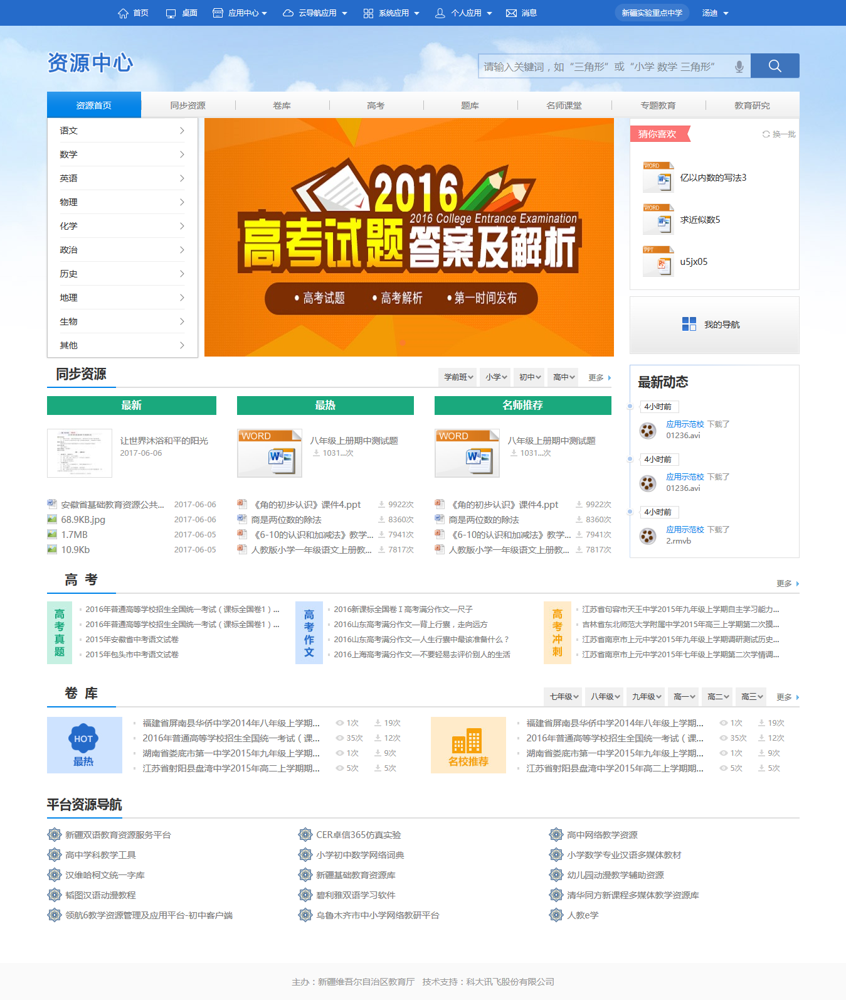 首页 桌面 应用中心 云导航应用 系统应用 个人应用 消息 新疆实验重点中学 汤迪
资源中心
请输入关键词，如“三角形”或“小学 数学 三角形”
资源首页 同步资源 卷库 高考 题库 名师课堂 专题教育 教育研究
语文
数学
英语
物理
化学
政治
历史
地理
生物
其他
2016
2016 College Entrance Examination
高考试题 答案及解析
• 高考试题 • 高考解析 • 第一时间发布
猜你喜欢 换一批
WORD
亿以内数的写法3
WORD
求近似数5
PPT
u5jx05
我的导航
同步资源 学前班 小学 初中 高中 更多
最新 最热 名师推荐
让世界沐浴和平的阳光
2017-06-06
WORD
八年级上册期中测试题
1031...次
WORD
八年级上册期中测试题
1031...次
安徽省基础教育资源公共... 2017-06-06
68.9KB.jpg 2017-06-06
1.7MB 2017-06-05
10.9Kb 2017-06-05
《角的初步认识》课件4.ppt 9922次
商是两位数的除法 8360次
《6-10的认识和加减法》教学... 7941次
人教版小学一年级语文上册教... 7817次
《角的初步认识》课件4.ppt 9922次
商是两位数的除法 8360次
《6-10的认识和加减法》教学... 7941次
人教版小学一年级语文上册教... 7817次
最新动态
4小时前
应用示范校 下载了
01236.avi
4小时前
应用示范校 下载了
01236.avi
4小时前
应用示范校 下载了
2.rmvb
高 考 更多
高考真题
2016年普通高等学校招生全国统一考试（课标全国卷1）...
2016年普通高等学校招生全国统一考试（课标全国卷1）...
2015年安徽省中考语文试卷
2015年包头市中考语文试卷
高考作文
2016新课标全国卷 I 高考满分作文—尺子
2016山东高考满分作文—背上行囊，走向远方
2016山东高考满分作文—人生行囊中最该准备什么？
2016上海高考满分作文—不要轻易去评价别人的生活
高考冲刺
江苏省句容市天王中学2015年九年级上学期自主学习能力...
吉林省东北师范大学附属中学2015年高三上学期第二次摸...
江苏省南京市上元中学2015年九年级上学期调研测试历史...
江苏省南京市上元中学2015年七年级上学期第二次学情调...
卷 库 七年级 八年级 九年级 高一 高二 高三 更多
HOT
最热
福建省屏南县华侨中学2014年八年级上学期... 1次 19次
2016年普通高等学校招生全国统一考试（课... 35次 12次
湖南省娄底市第一中学2015年九年级上学期... 1次 9次
江苏省射阳县盘湾中学2015年高二上学期期... 5次 5次
名校推荐
福建省屏南县华侨中学2014年八年级上学期... 1次 19次
2016年普通高等学校招生全国统一考试（课... 35次 12次
湖南省娄底市第一中学2015年九年级上学期... 1次 9次
江苏省射阳县盘湾中学2015年高二上学期期... 5次 5次
平台资源导航
新疆双语教育资源服务平台 CER卓信365仿真实验 高中网络教学资源
高中学科教学工具 小学初中数学网络词典 小学数学专业汉语多媒体教材
汉维哈柯文统一字库 新疆基础教育资源库 幼儿园动漫教学辅助资源
韬图汉语动漫教程 碧利雅双语学习软件 清华同方新课程多媒体教学资源库
领航6教学资源管理及应用平台-初中客户端 乌鲁木齐市中小学网络教研平台 人教e学
主办：新疆维吾尔自治区教育厅 技术支持：科大讯飞股份有限公司